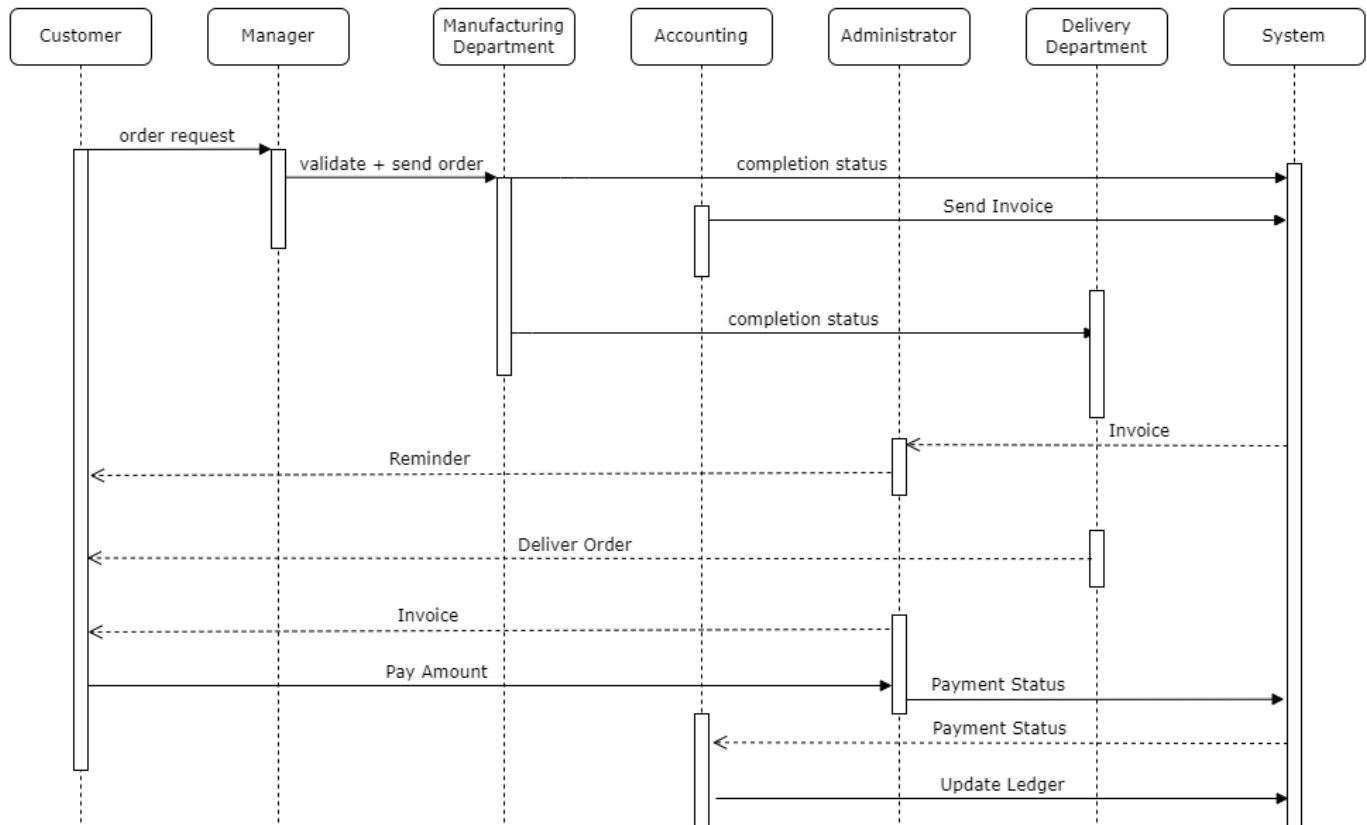 Customer
Manager
Manufacturing
Department
Accounting
Administrator
Delivery
Department
System
order request
validate + send order
completion status
Send Invoice
completion status
Invoice
Reminder
Deliver Order
Invoice
Pay Amount
Payment Status
Payment Status
Update Ledger